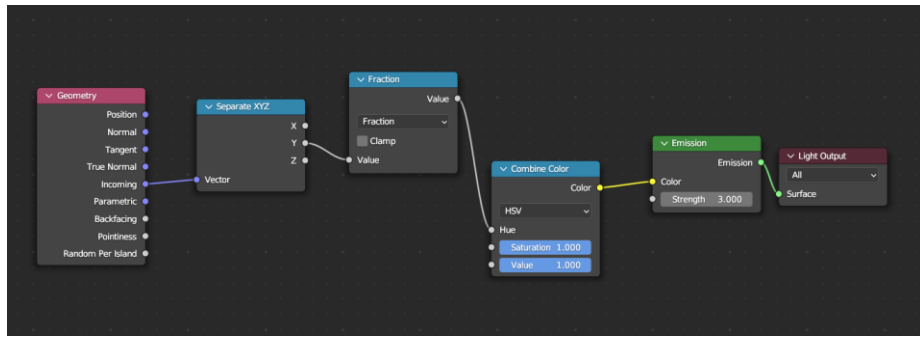 Geometry
Position
Normal
Tangent
True Normal
Incoming
Parametric
Backfacing
Pointiness
Random Per Island
Separate XYZ
X
Y
Z
Vector
Fraction
Value
Fraction
Clamp
Value
Combine Color
Color
HSV
Hue
Saturation 1.000
Value 1.000
Emission
Emission
Color
Strength 3.000
Light Output
All
Surface